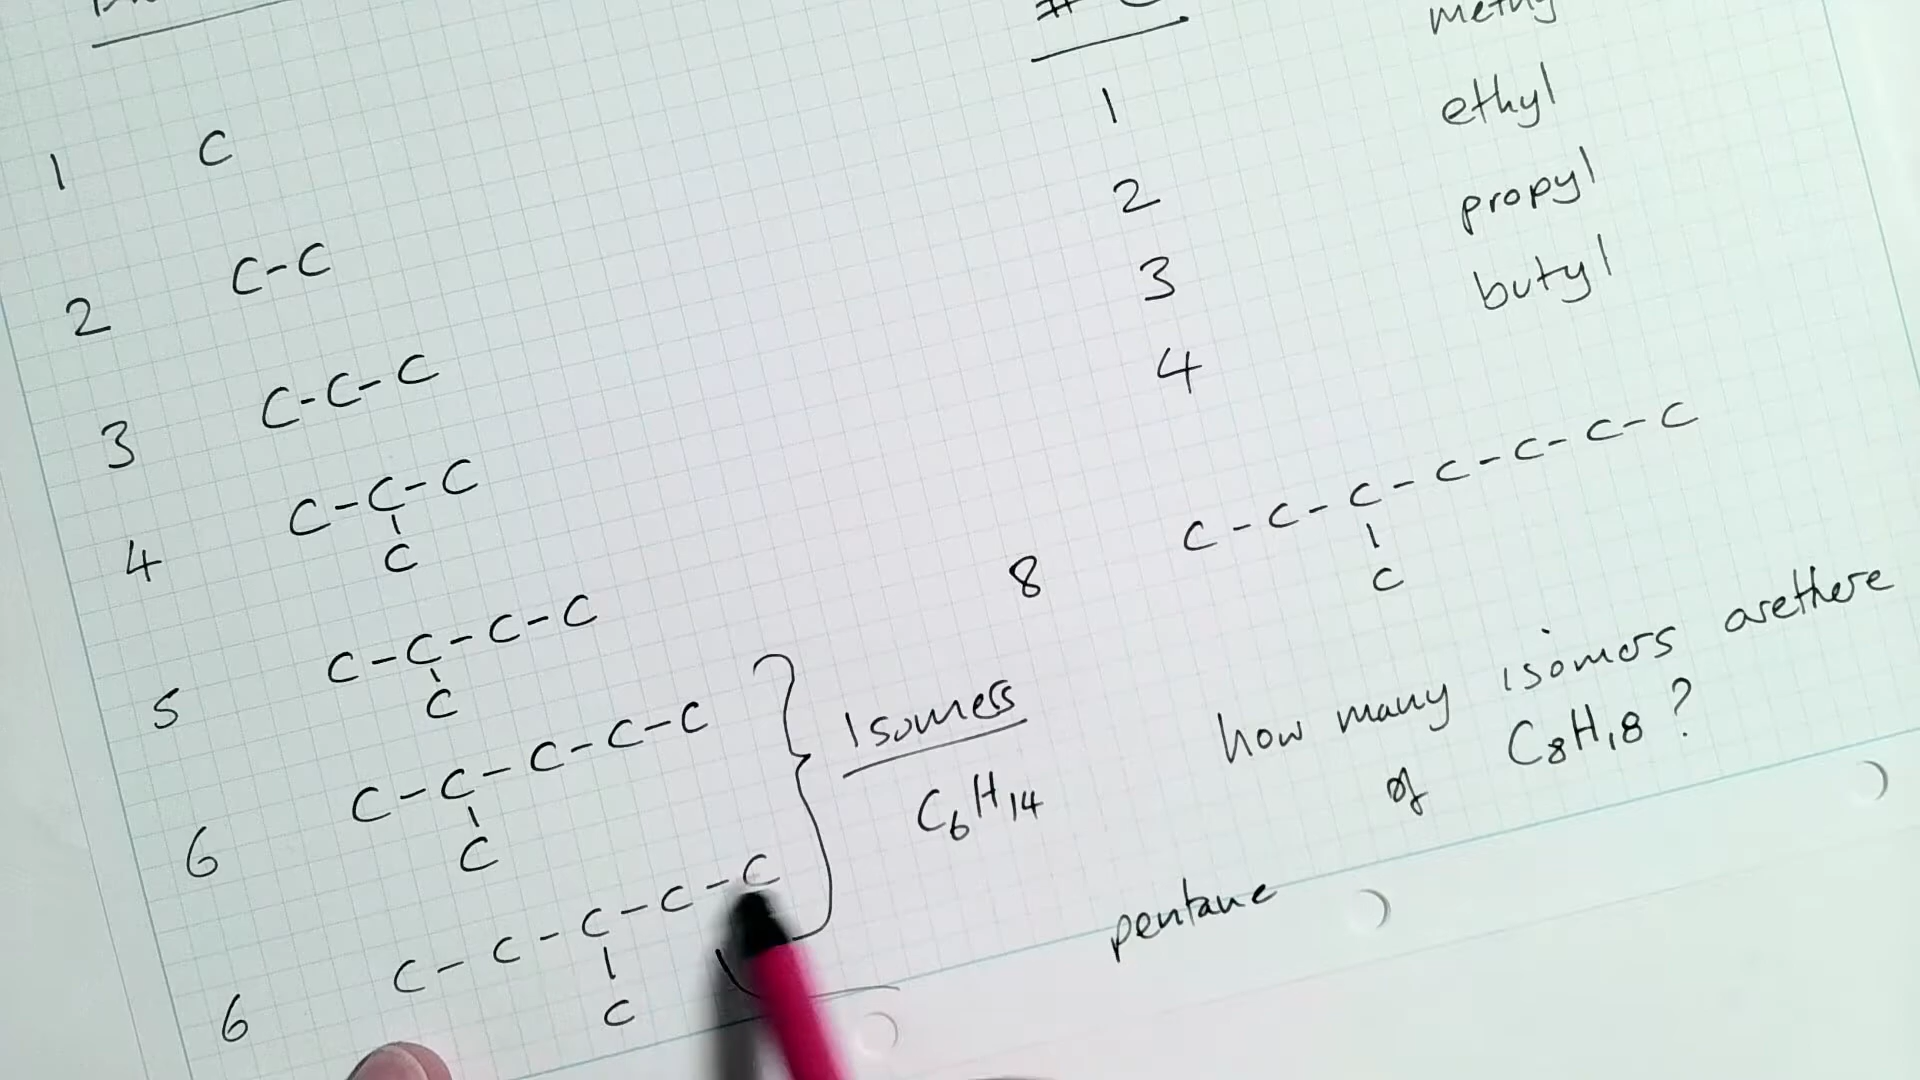 1 C
2 C-C
3 C-C-C
4 C-C-C
C
5 C-C-C-C
C
6 C-C-C-C-C
C
6 C-C-C-C-C
C
Isomers
C₆H₁₄
#
1
2
3
4
ethyl
propyl
butyl
8 C-C-C-C-C-C-C
C
how many isomers arethere
of C₈H₁₈?
pentane